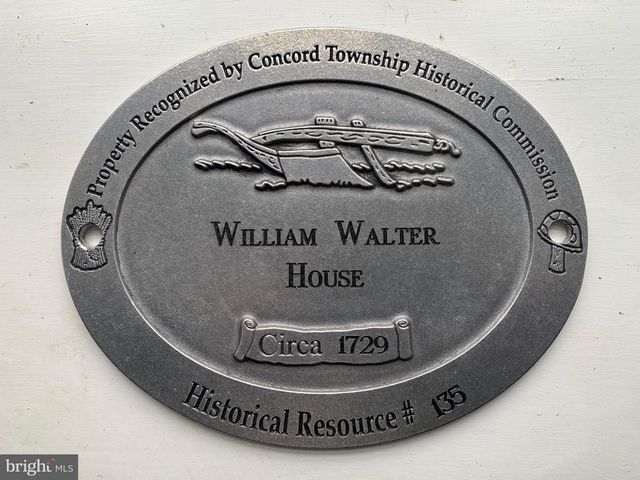 Property Recognized by Concord Township Historical Commission
William Walter
House
Circa 1729
Historical Resource # 135
bright MLS